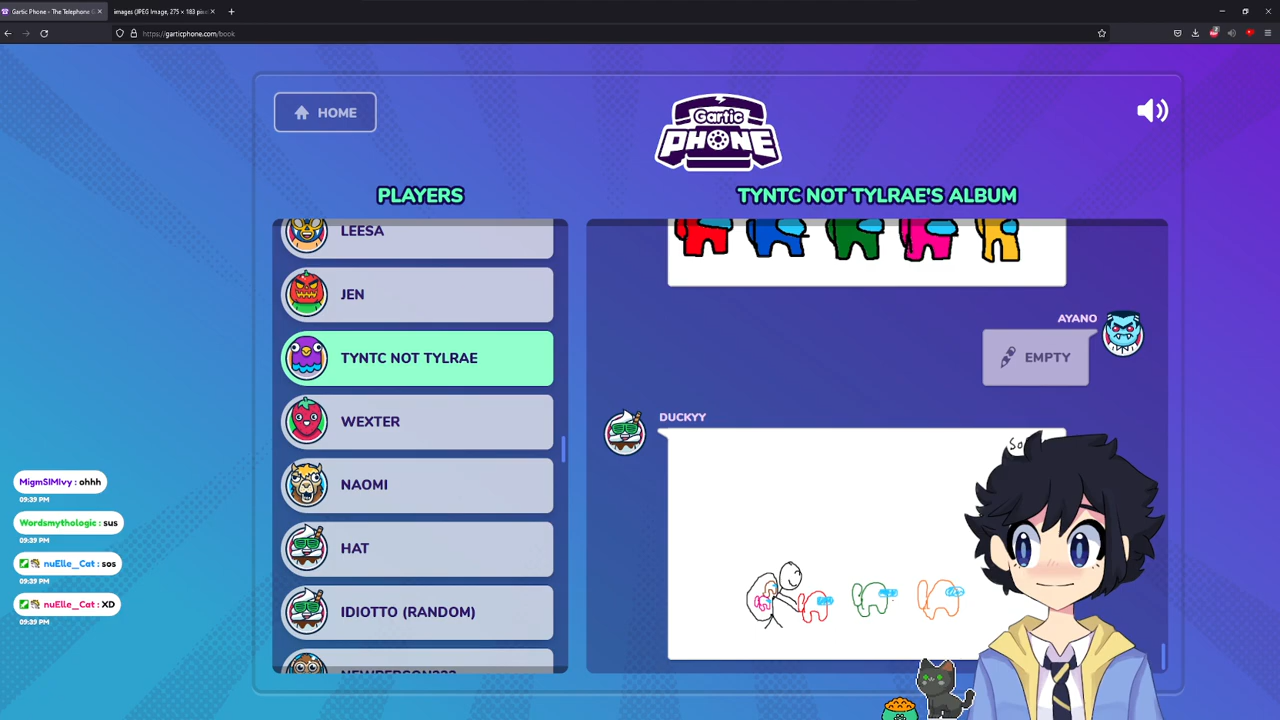 Gartic Phone - The Telephone
images (JPEG Image, 275 × 183 pixel
https://garticphone.com/book
HOME
Gartic
PHONE
PLAYERS
TYNTC NOT TYLRAE'S ALBUM
LEESA
JEN
AYANO
EMPTY
TYNTC NOT TYLRAE
DUCKYY
WEXTER
So
NAOMI
HAT
IDIOTTO (RANDOM)
MigmSIMIvy : ohhh
09:39 PM
Wordsmythologic : sus
09:39 PM
nuElle_Cat : sos
09:39 PM
nuElle_Cat : XD
09:39 PM